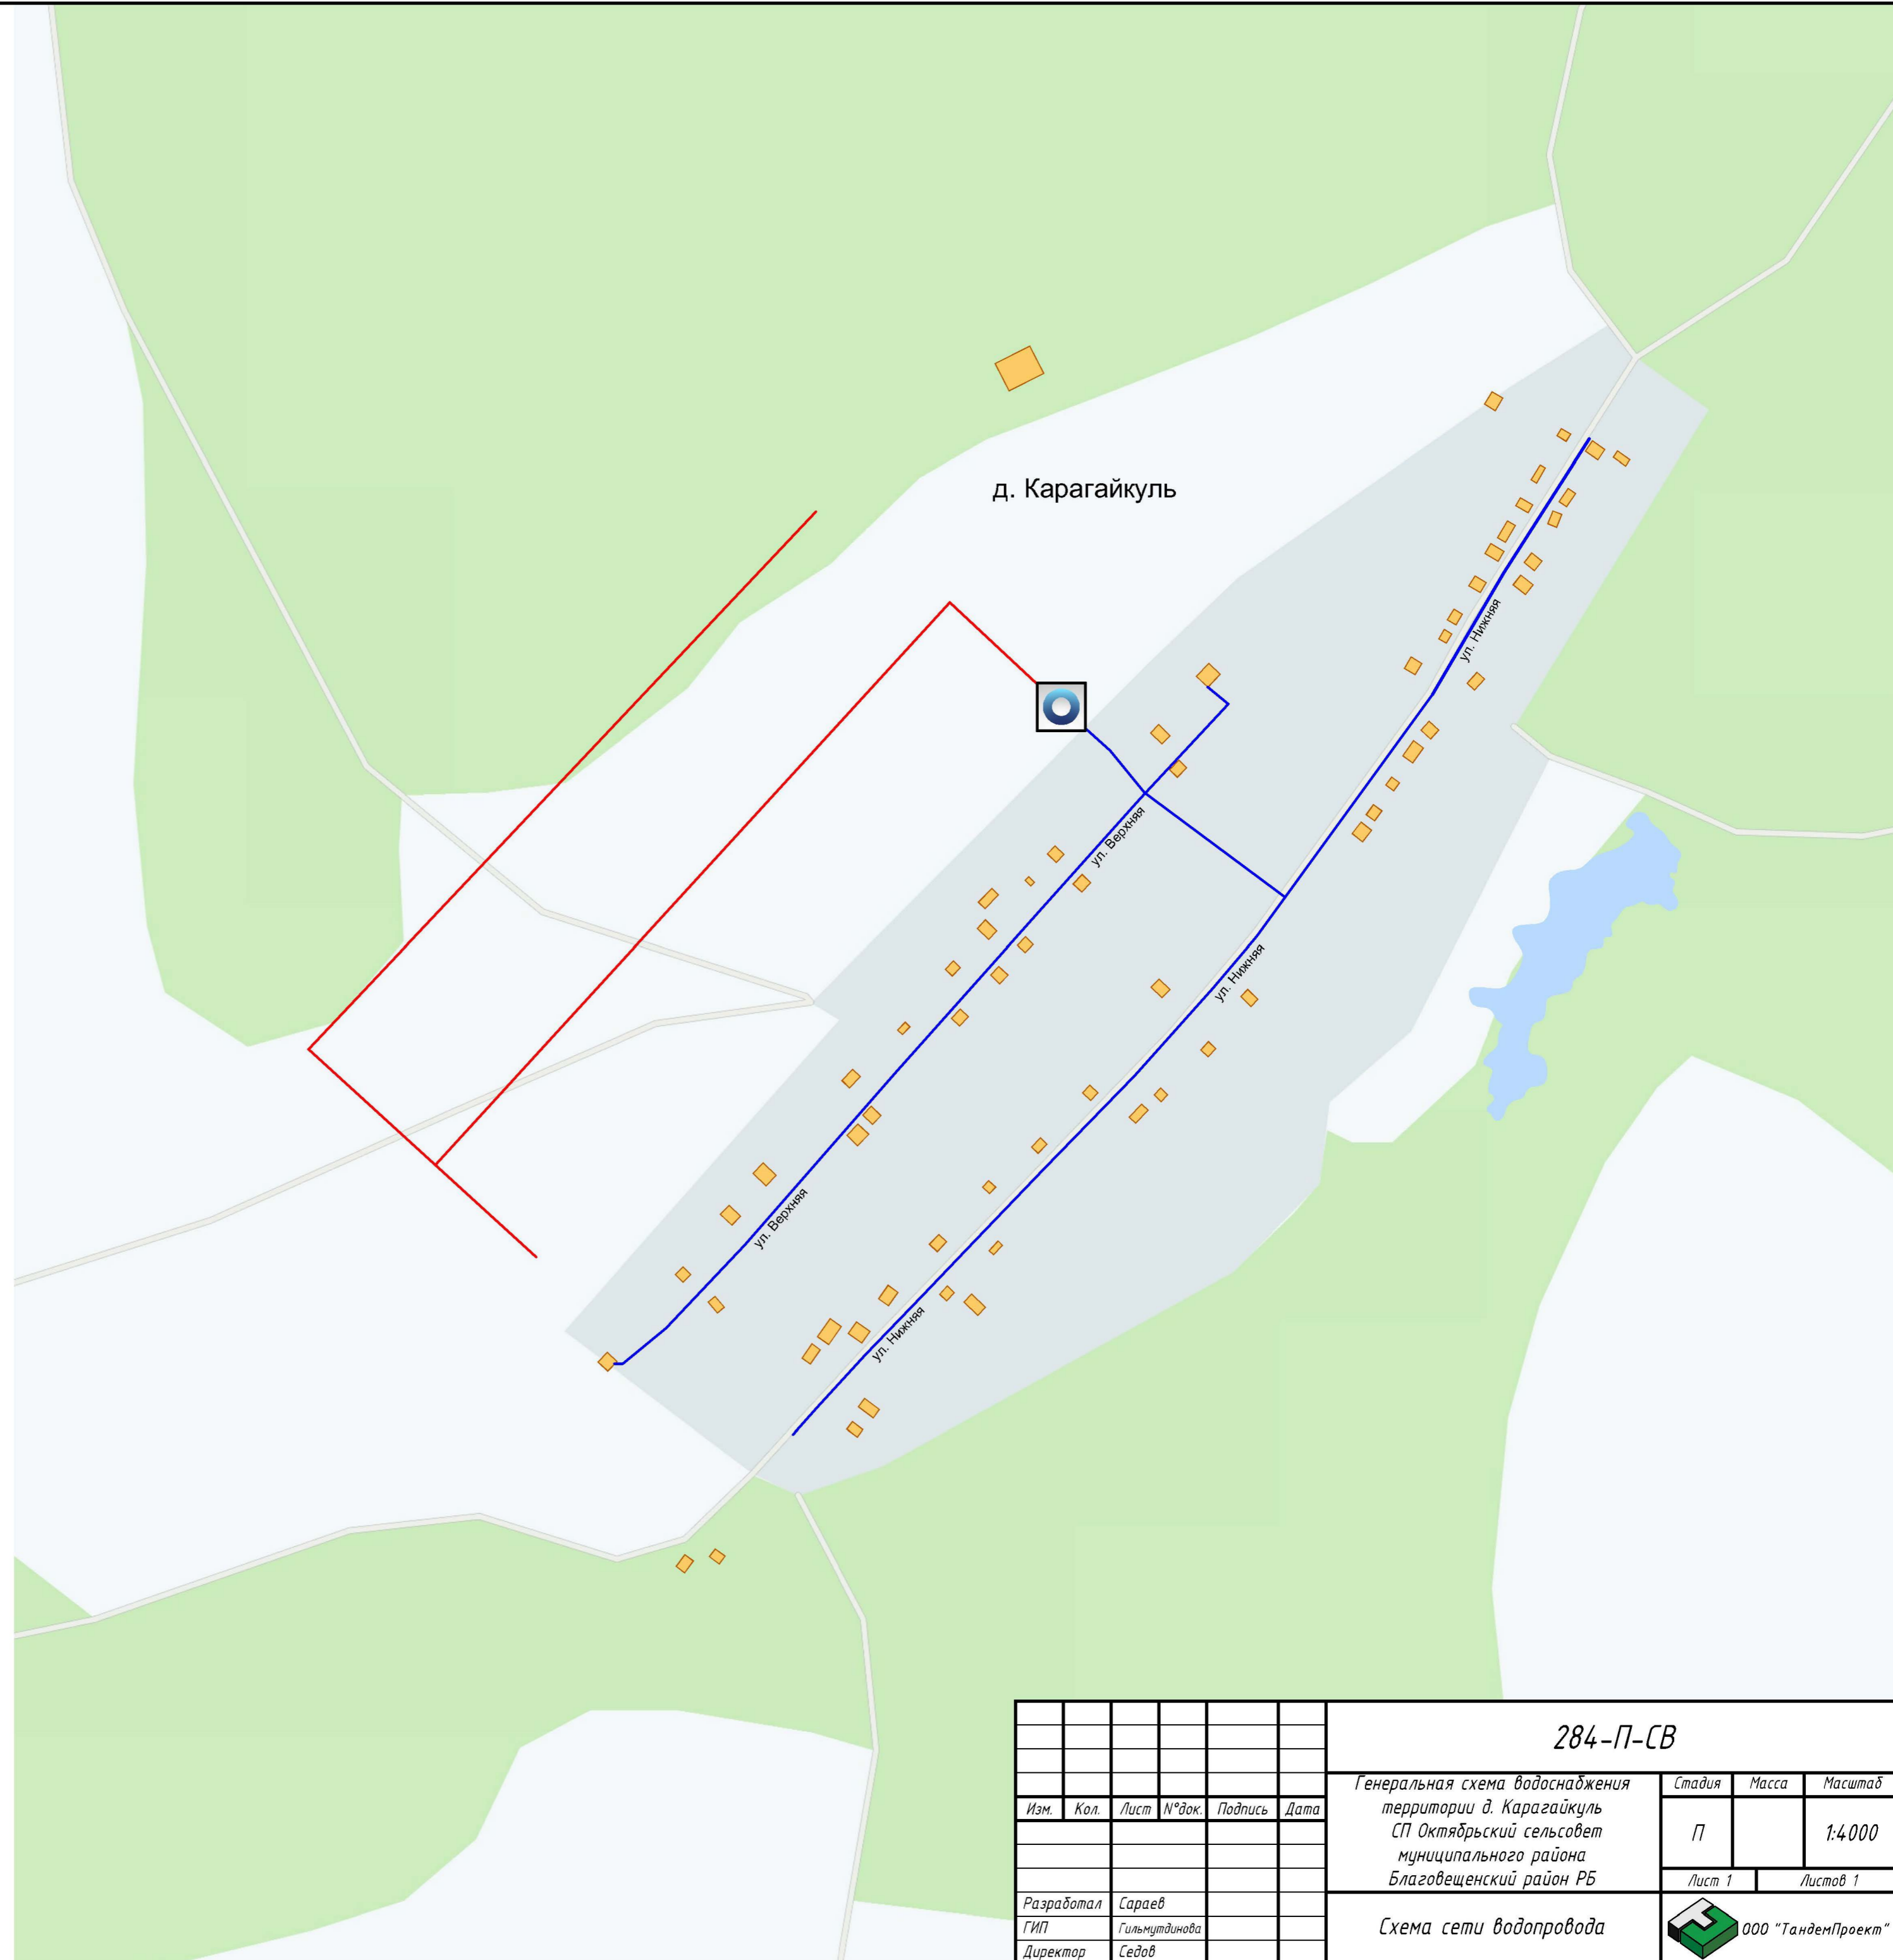 д. Карагайкуль
ул. Нижняя
ул. Верхняя
ул. Нижняя
ул. Верхняя
ул. Нижняя
284-П-СВ
Генеральная схема водоснабжения
территории д. Карагайкуль
СП Октябрьский сельсовет
муниципального района
Благовещенский район РБ
Стадия Масса Масштаб
П 1:4000
Лист 1 Листов 1
Изм. Кол. Лист N°док. Подпись Дата
Разработал Сараев
ГИП Гильмутдинова
Директор Седов
Схема сети водопровода
ООО "ТандемПроект"